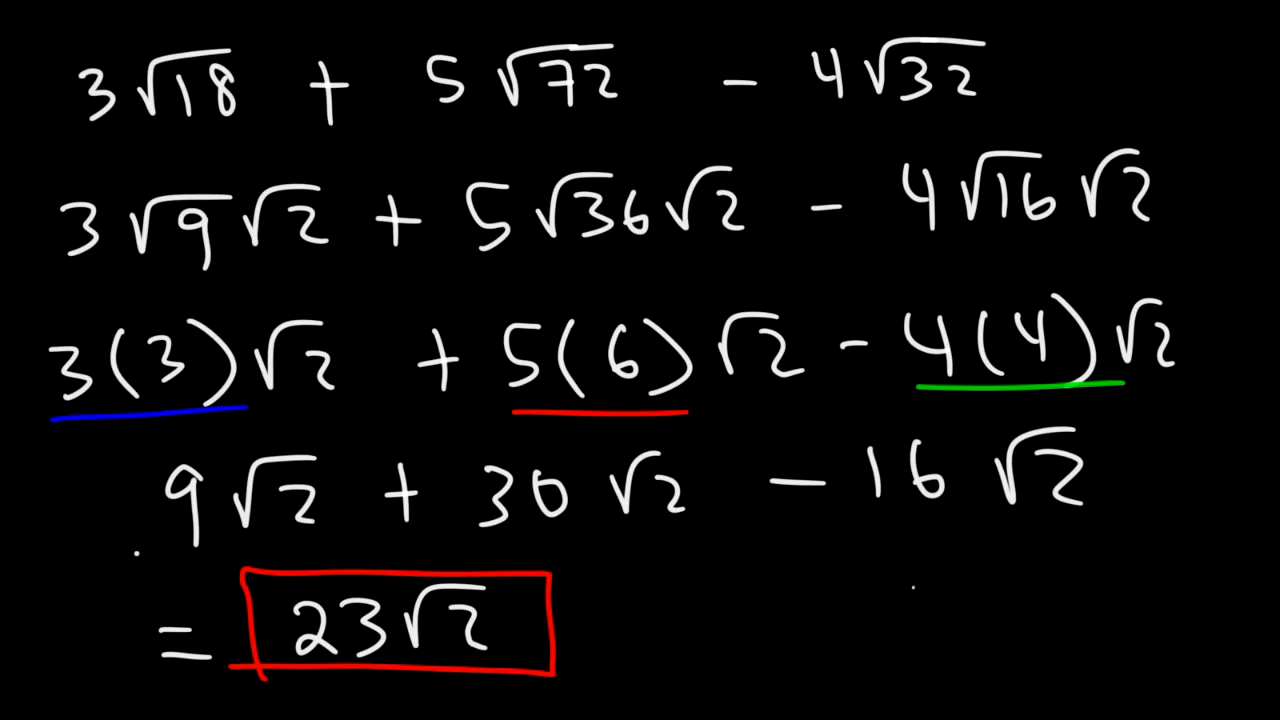 3√18 + 5√72 - 4√32
3√9√2 + 5√36√2 - 4√16√2
3(3)√2 + 5(6)√2 - 4(4)√2
9√2 + 30√2 - 16√2
= 23√2